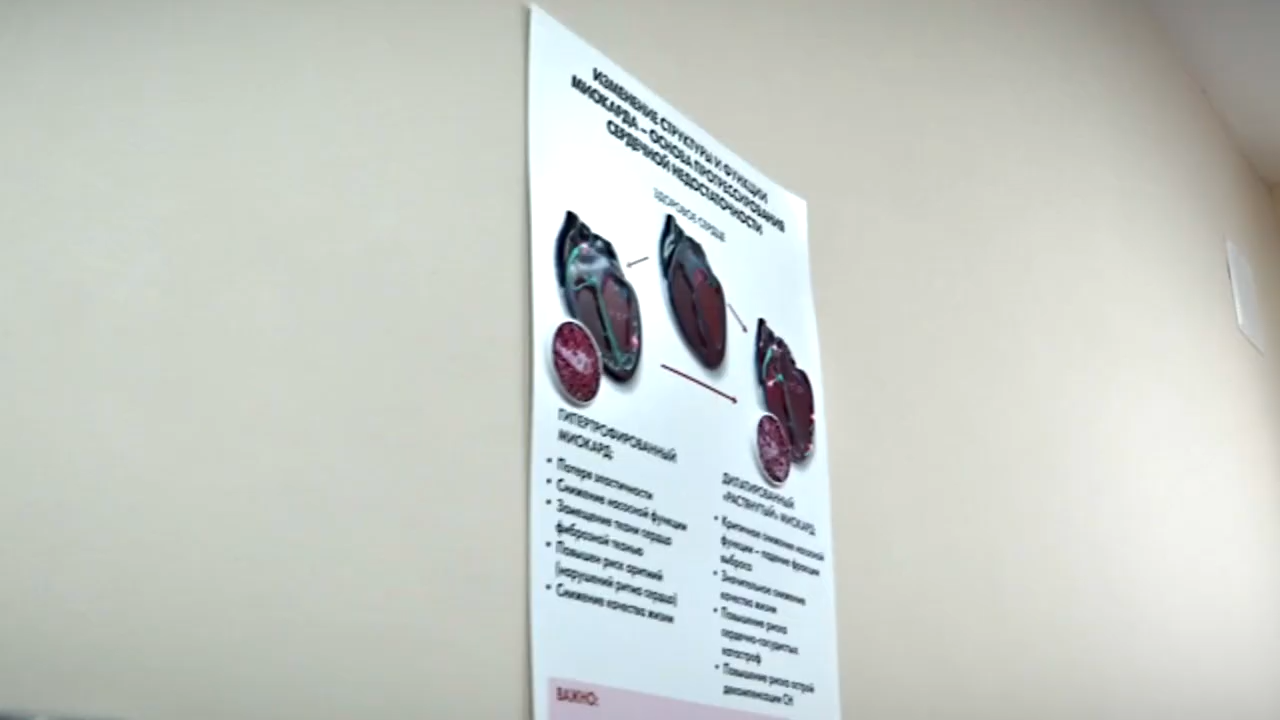 ИЗМЕНЕНИЕ СТРУКТУРЫ И ФУНКЦИИ
МИОКАРДА – ОСНОВА ПРОГРЕССИРОВАНИЯ
СЕРДЕЧНОЙ НЕДОСТАТОЧНОСТИ
ЗДОРОВОЕ СЕРДЦЕ
ГИПЕРТРОФИРОВАННЫЙ
МИОКАРД:
• Потеря эластичности
• Снижение насосной функции
• Замещение ткани сердца
фиброзной тканью
• Повышен риск аритмий
(нарушений ритма сердца)
• Снижение качества жизни
ДИЛАТИРОВАННЫЙ
«РАСТЯНУТЫЙ» МИОКАРД
• Критичное снижение насосной
функции – падение фракции
выброса
• Значительное снижение
качества жизни
• Повышение риска
сердечно-сосудистых
катастроф
• Повышение риска острой
декомпенсации СН
ВАЖНО: